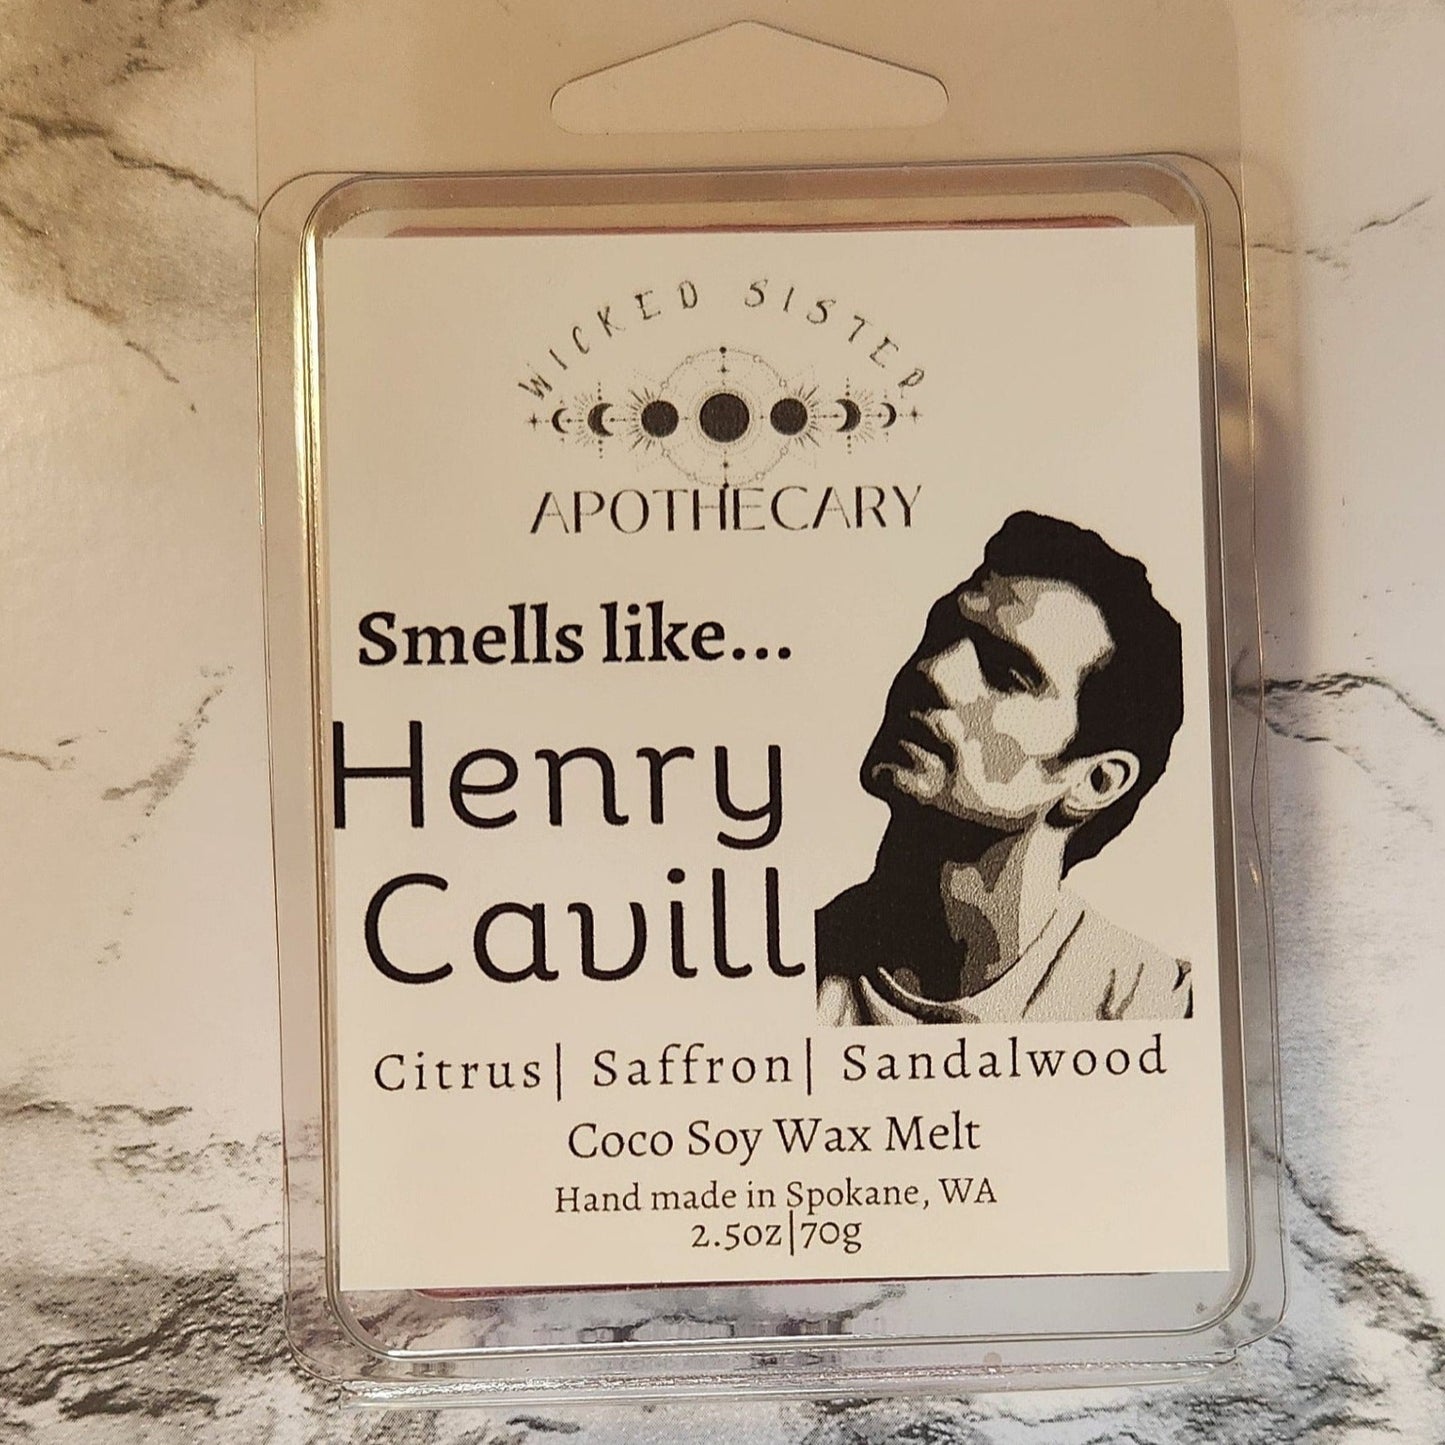 WICKED SISTER
APOTHECARY
Smells like...
Henry
Cavill
Citrus| Saffron| Sandalwood
Coco Soy Wax Melt
Hand made in Spokane, WA
2.5oz|70g